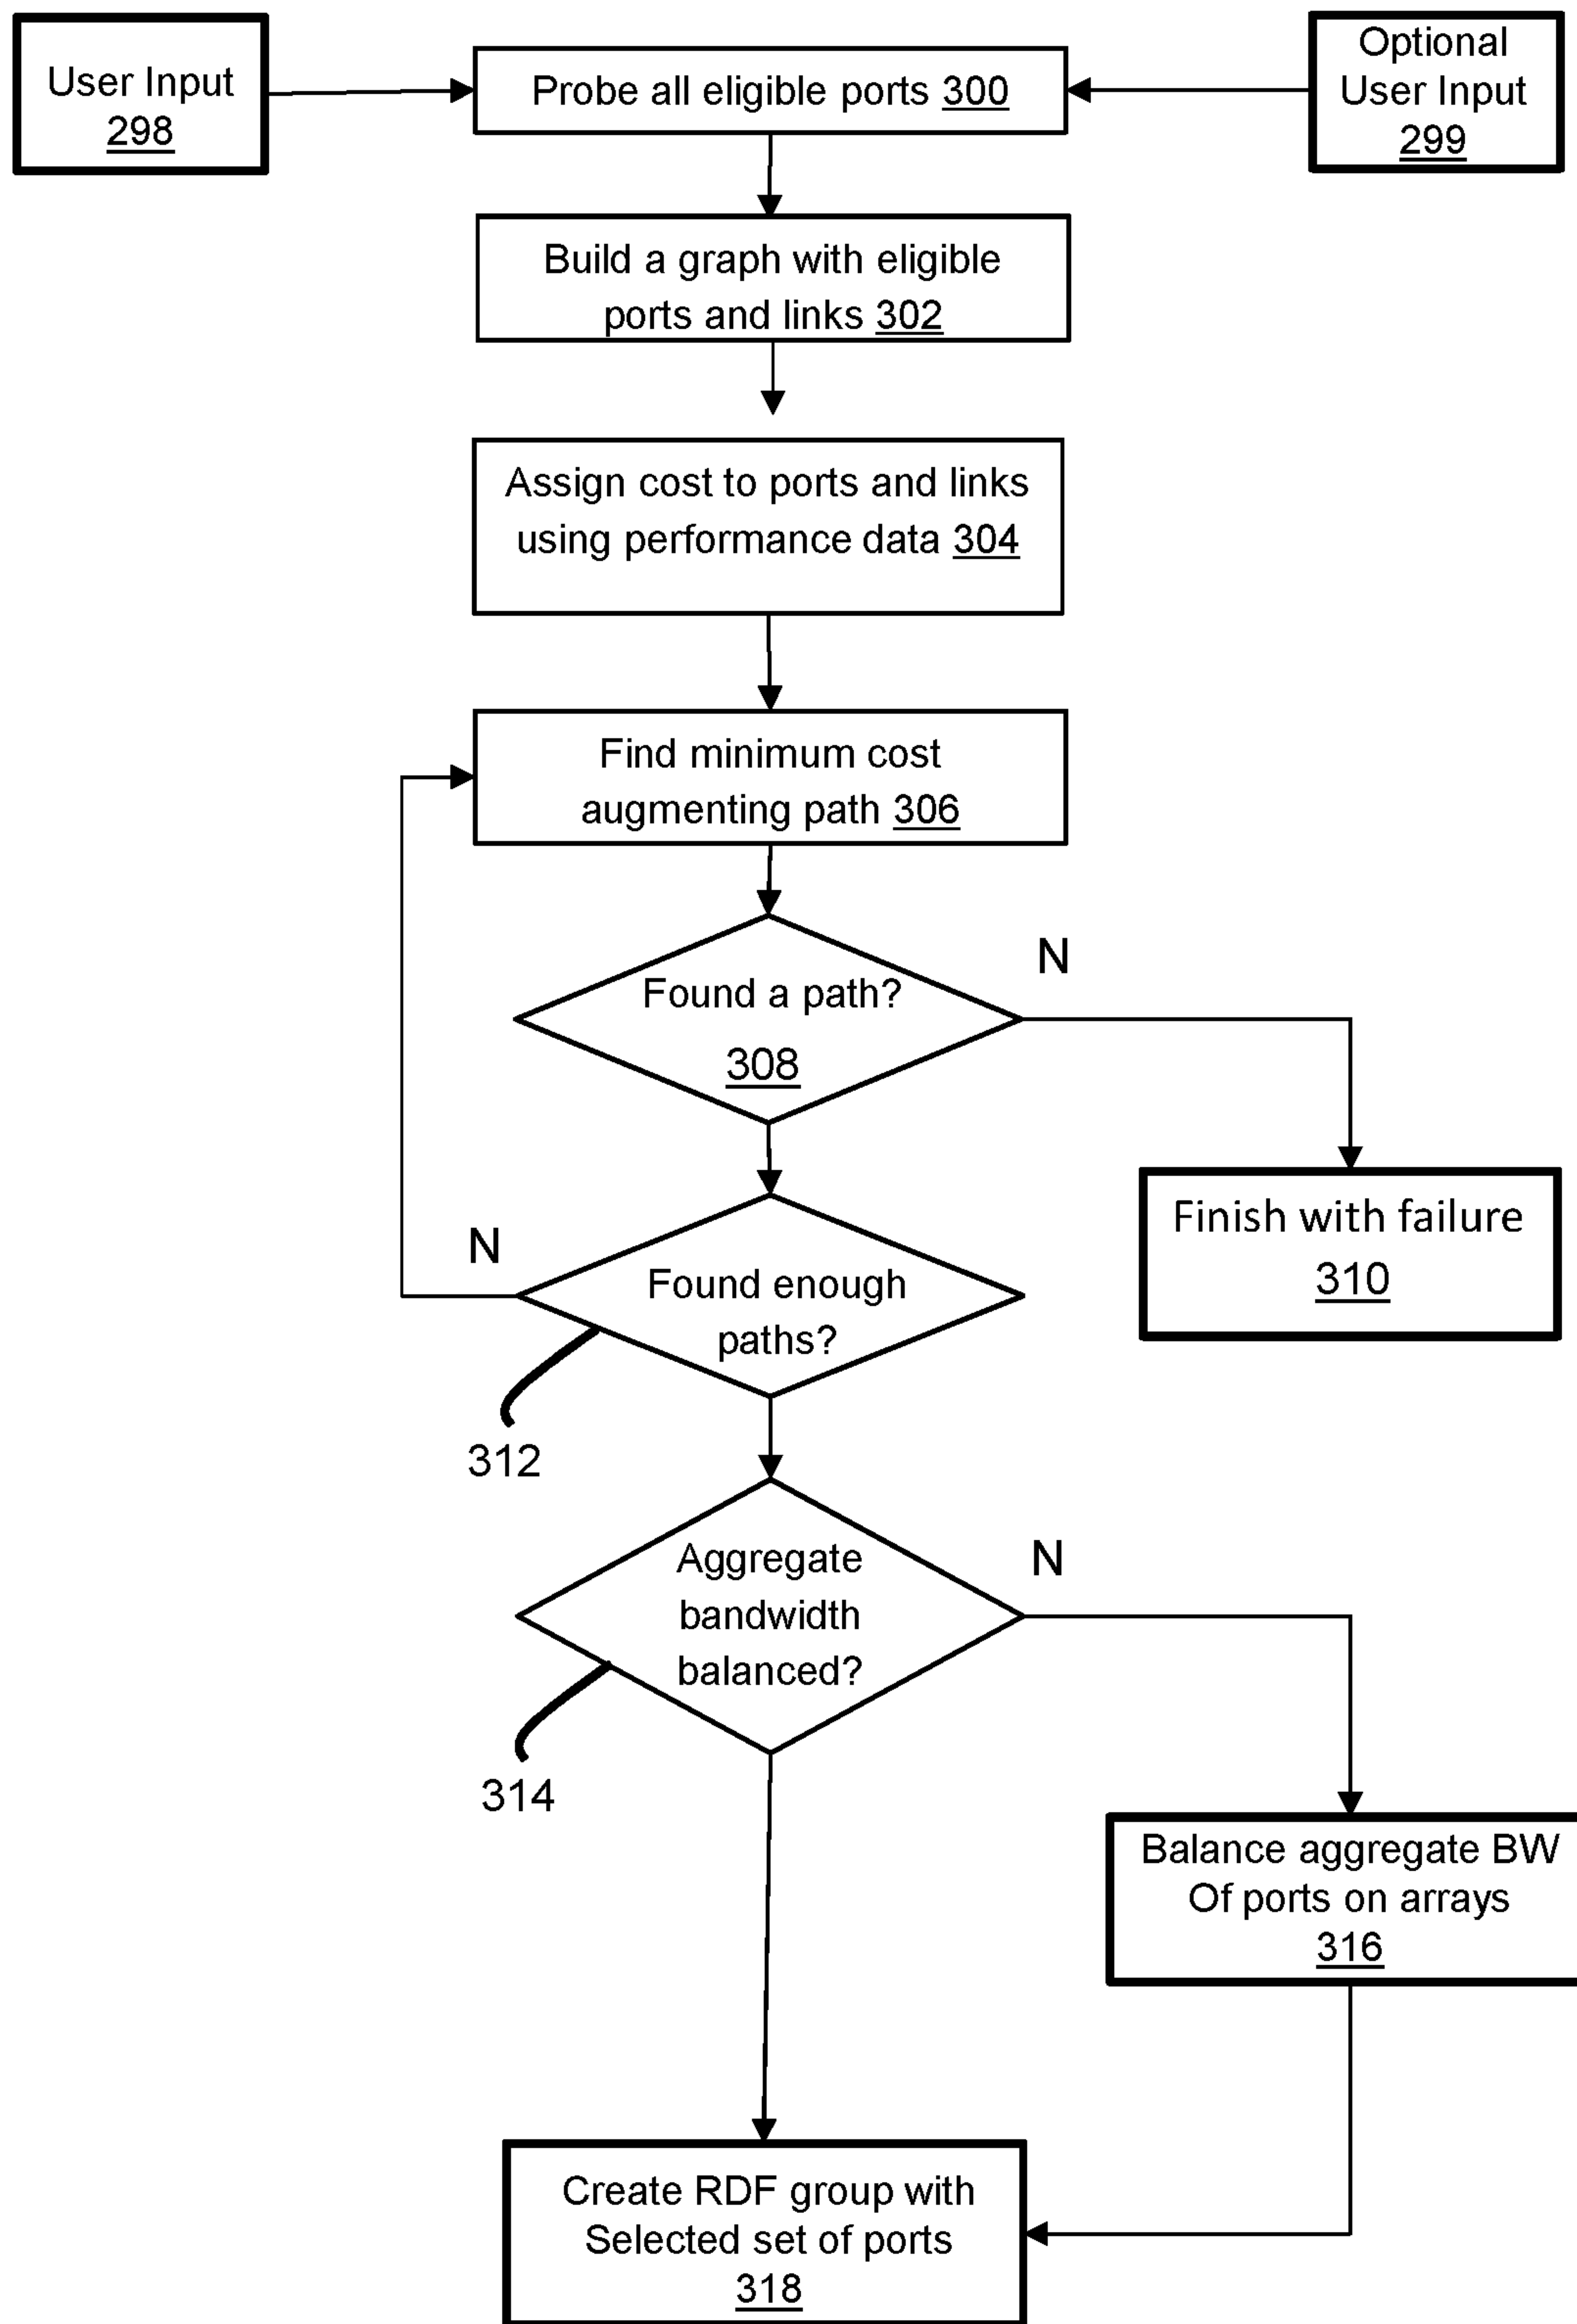 User Input
298
Probe all eligible ports 300
Optional
User Input
299
Build a graph with eligible
ports and links 302
Assign cost to ports and links
using performance data 304
Find minimum cost
augmenting path 306
Found a path?
308
N
Finish with failure
310
Found enough
paths?
N
312
Aggregate
bandwidth
balanced?
N
314
Balance aggregate BW
Of ports on arrays
316
Create RDF group with
Selected set of ports
318